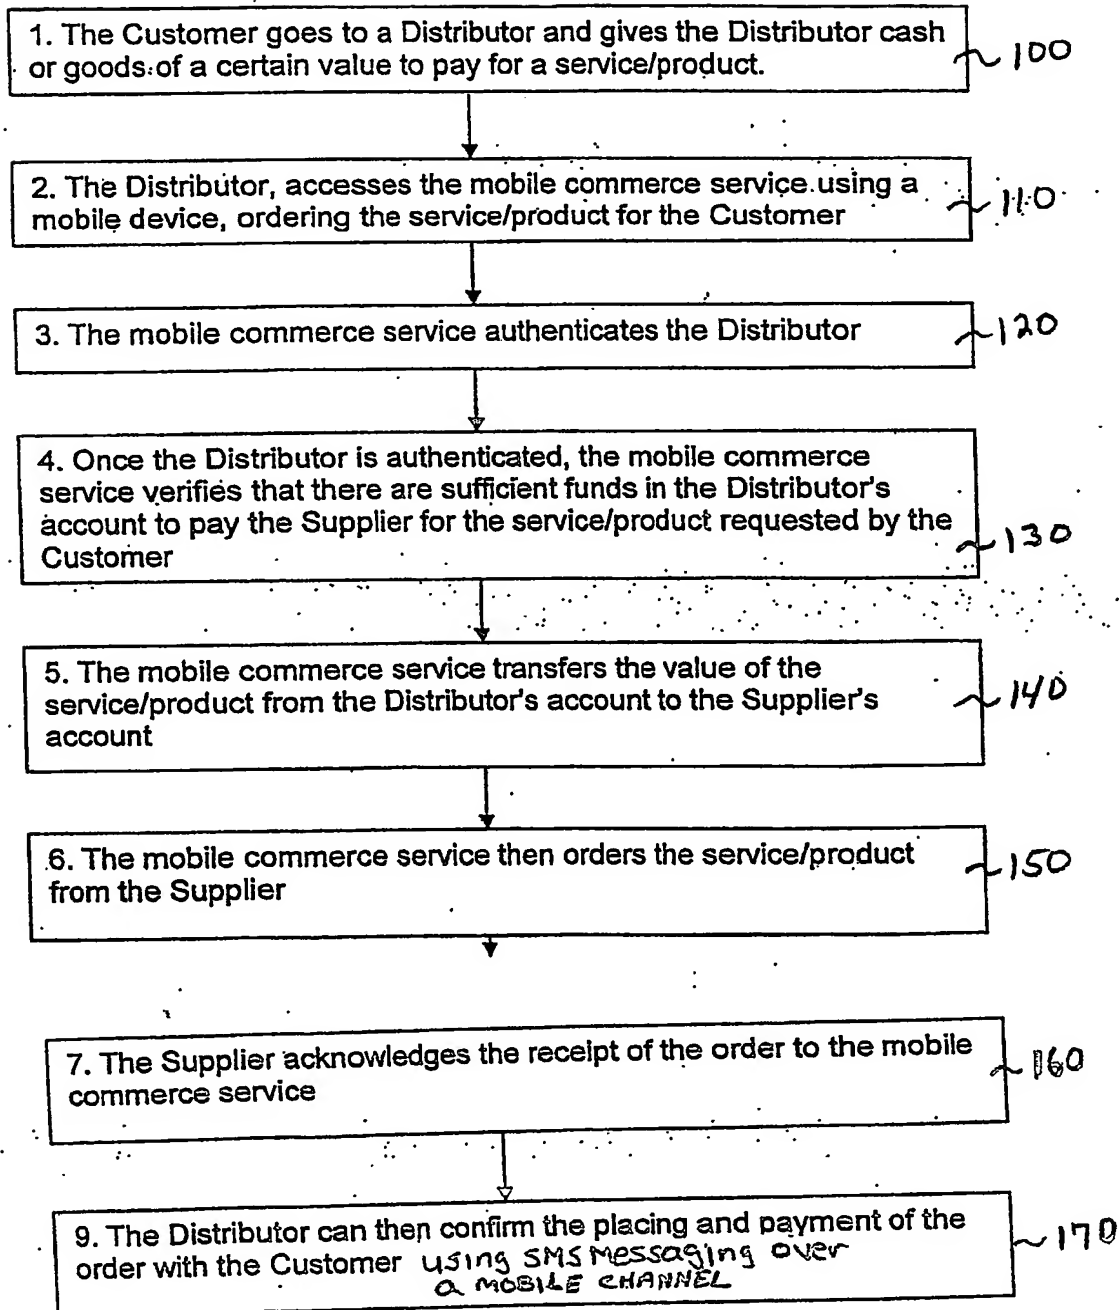 1. The Customer goes to a Distributor and gives the Distributor cash
or goods of a certain value to pay for a service/product.
100
2. The Distributor, accesses the mobile commerce service using a
mobile device, ordering the service/product for the Customer
110
3. The mobile commerce service authenticates the Distributor
120
4. Once the Distributor is authenticated, the mobile commerce
service verifies that there are sufficient funds in the Distributor's
account to pay the Supplier for the service/product requested by the
Customer
130
5. The mobile commerce service transfers the value of the
service/product from the Distributor's account to the Supplier's
account
140
6. The mobile commerce service then orders the service/product
from the Supplier
150
7. The Supplier acknowledges the receipt of the order to the mobile
commerce service
160
9. The Distributor can then confirm the placing and payment of the
order with the Customer using SMS Messaging over
a MOBILE CHANNEL
170